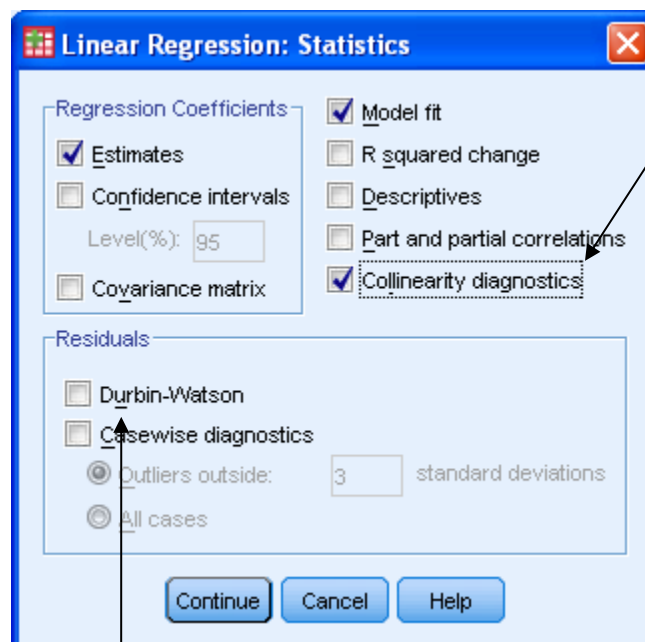 Linear Regression: Statistics
Regression Coefficients
Estimates
Confidence intervals
Level(%): 95
Covariance matrix
Model fit
R squared change
Descriptives
Part and partial correlations
Collinearity diagnostics
Residuals
Durbin-Watson
Casewise diagnostics
Outliers outside: 3 standard deviations
All cases
Continue Cancel Help